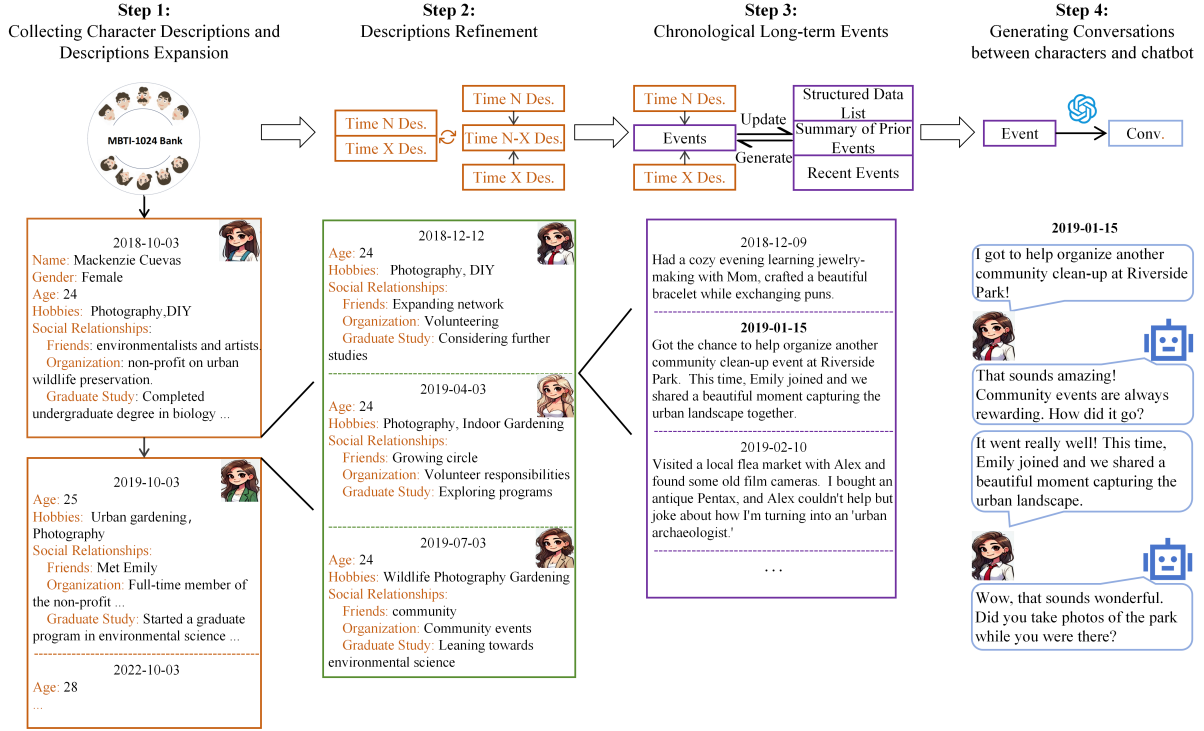 Step 1:
Collecting Character Descriptions and
Descriptions Expansion
MBTI-1024 Bank
2018-10-03
Name: Mackenzie Cuevas
Gender: Female
Age: 24
Hobbies: Photography,DIY
Social Relationships:
Friends: environmentalists and artists.
Organization: non-profit on urban
wildlife preservation.
Graduate Study: Completed
undergraduate degree in biology ...
2019-10-03
Age: 25
Hobbies: Urban gardening,
Photography
Social Relationships:
Friends: Met Emily
Organization: Full-time member of
the non-profit ...
Graduate Study: Started a graduate
program in environmental science ...
2022-10-03
Age: 28
...
Step 2:
Descriptions Refinement
Time N Des.
Time X Des.
Time N Des.
Time N-X Des.
Time X Des.
2018-12-12
Age: 24
Hobbies: Photography, DIY
Social Relationships:
Friends: Expanding network
Organization: Volunteering
Graduate Study: Considering further
studies
2019-04-03
Age: 24
Hobbies: Photography, Indoor Gardening
Social Relationships:
Friends: Growing circle
Organization: Volunteer responsibilities
Graduate Study: Exploring programs
2019-07-03
Age: 24
Hobbies: Wildlife Photography Gardening
Social Relationships:
Friends: community
Organization: Community events
Graduate Study: Leaning towards
environmental science
Step 3:
Chronological Long-term Events
Time N Des.
Events
Time X Des.
Update
Generate
Structured Data
List
Summary of Prior
Events
Recent Events
2018-12-09
Had a cozy evening learning jewelry-
making with Mom, crafted a beautiful
bracelet while exchanging puns.
2019-01-15
Got the chance to help organize another
community clean-up event at Riverside
Park. This time, Emily joined and we
shared a beautiful moment capturing the
urban landscape together.
2019-02-10
Visited a local flea market with Alex and
found some old film cameras. I bought an
antique Pentax, and Alex couldn't help but
joke about how I'm turning into an 'urban
archaeologist.'
...
Step 4:
Generating Conversations
between characters and chatbot
Event
Conv.
2019-01-15
I got to help organize another
community clean-up at Riverside
Park!
That sounds amazing!
Community events are always
rewarding. How did it go?
It went really well! This time,
Emily joined and we shared a
beautiful moment capturing the
urban landscape.
Wow, that sounds wonderful.
Did you take photos of the park
while you were there?